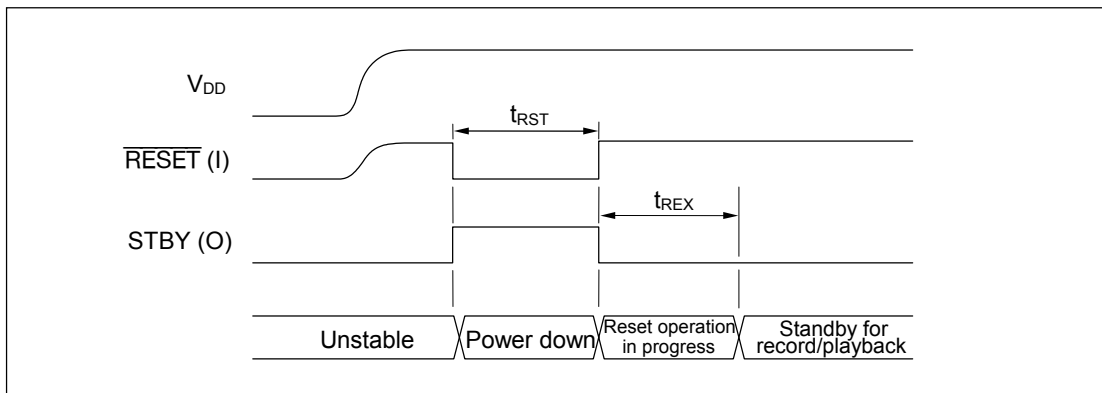 VDD
tRST
RESET (I)
tREX
STBY (O)
Unstable
Power down
Reset operation
in progress
Standby for
record/playback